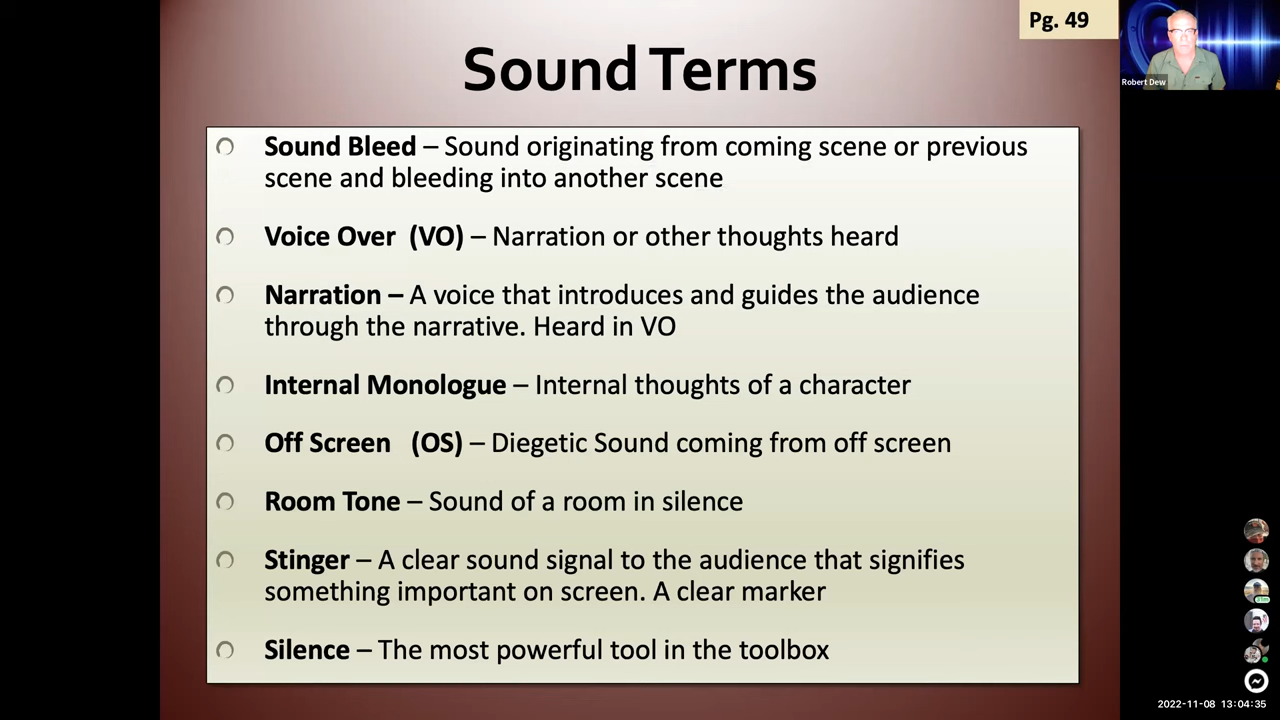 Pg. 49
Robert Dew
Sound Terms
Sound Bleed – Sound originating from coming scene or previous
scene and bleeding into another scene
Voice Over (VO) – Narration or other thoughts heard
Narration – A voice that introduces and guides the audience
through the narrative. Heard in VO
Internal Monologue – Internal thoughts of a character
Off Screen (OS) – Diegetic Sound coming from off screen
Room Tone – Sound of a room in silence
Stinger – A clear sound signal to the audience that signifies
something important on screen. A clear marker
Silence – The most powerful tool in the toolbox
2022-11-08 13:04:35